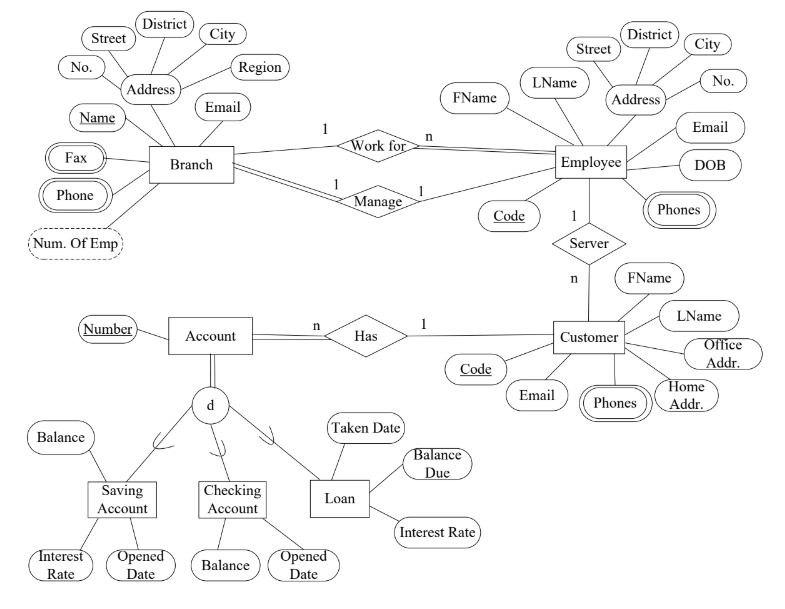 District
Street
City
No.
Region
Address
Email
Name
Fax
Branch
Phone
Num. Of Emp
1
Work for
n
1
Manage
1
District
Street
City
LName
No.
FName
Address
Email
Employee
DOB
Phones
Code
1
Server
n
FName
LName
Customer
Office
Addr.
Home
Addr.
Code
Email
Phones
Number
Account
n
Has
1
d
Balance
Saving
Account
Interest
Rate
Opened
Date
Checking
Account
Balance
Opened
Date
Taken Date
Balance
Due
Loan
Interest Rate